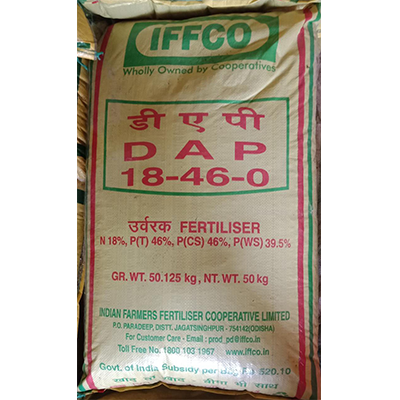 IFFCO
Wholly Owned by Cooperatives
डी ए पी
D A P
18-46-0
उर्वरक FERTILISER
N 18%, P(T) 46%, P(CS) 46%, P(WS) 39.5%
GR. WT. 50.125 kg , NT. WT. 50 kg
INDIAN FARMERS FERTILISER COOPERATIVE LIMITED
P.O. PARADEEP, DISTT. JAGATSINGHPUR - 754142(ODISHA)
For Customer Care - Email : prod_pd@iffco.in
Toll Free No. 1800 103 1967 www.iffco.in
Govt. of India Subsidy per Bag 520.10